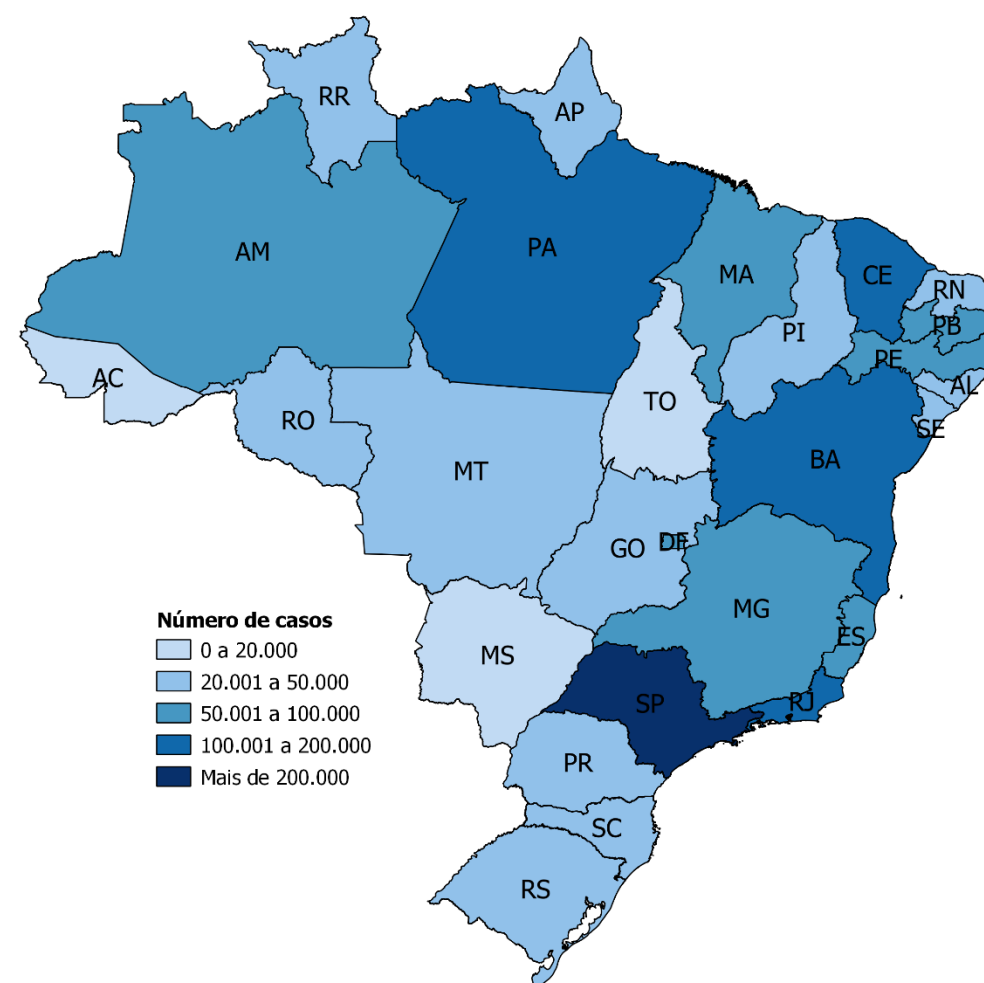 RR
AP
AM
PA
MA
CE
RN
PI
PB
PE
AC
TO
AL
RO
SE
BA
MT
GO
DF
MG
Número de casos
ES
0 a 20.000
MS
20.001 a 50.000
SP
RJ
50.001 a 100.000
100.001 a 200.000
PR
Mais de 200.000
SC
RS